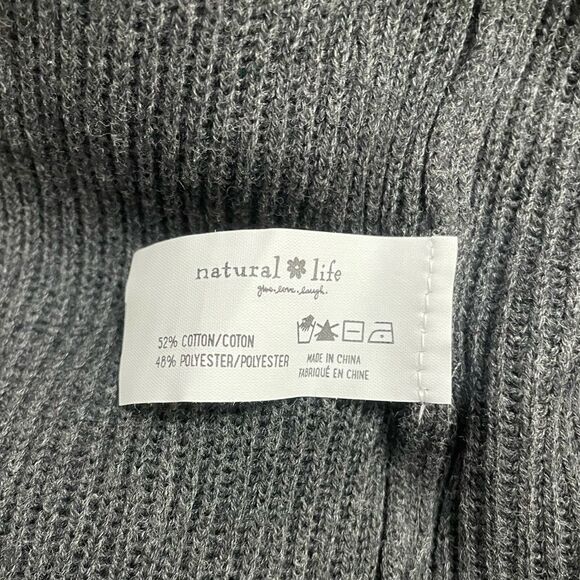 natural life
give.love.laugh.
52% COTTON/COTON
48% POLYESTER/POLYESTER
MADE IN CHINA
FABRIQUÉ EN CHINE